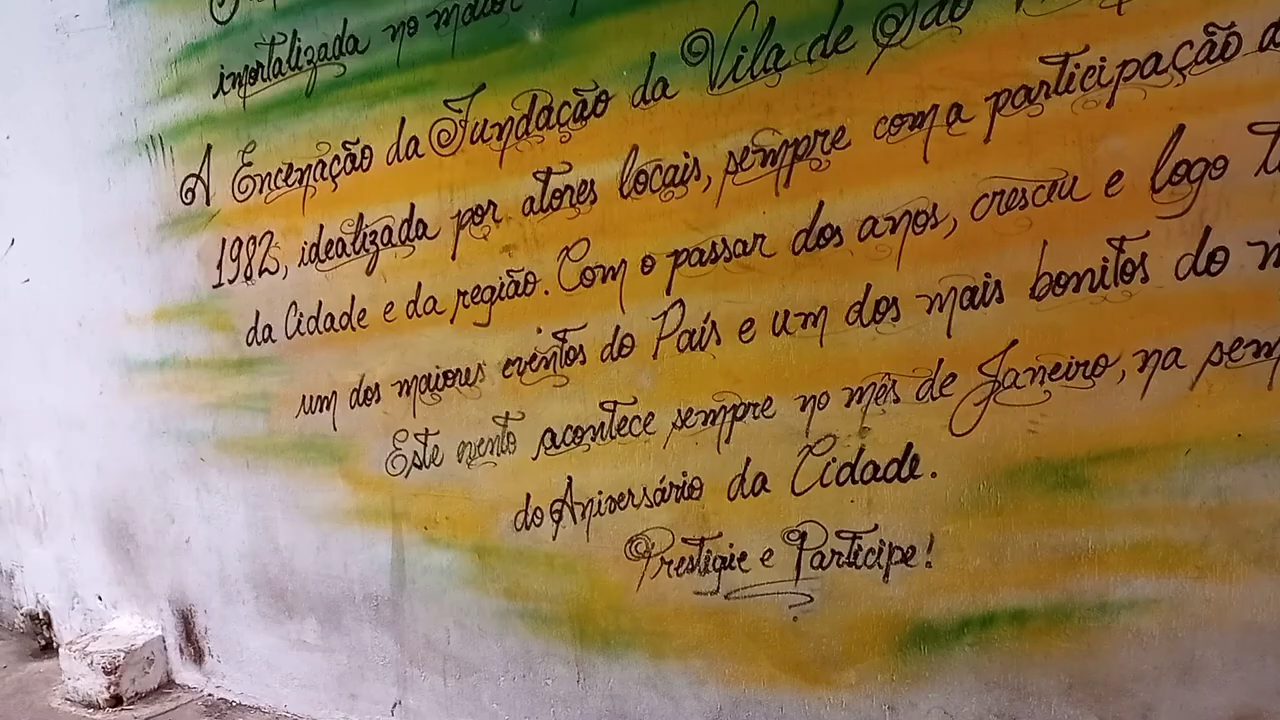 imortalizada no maior
A Encenação da Fundação da Vila de São
1982, idealizada por atores locais, sempre com a participação
da Cidade e da região. Com o passar dos anos, cresceu e logo
um dos maiores eventos do País e um dos mais bonitos do
Este evento acontece sempre no mês de Janeiro, na sem
do Aniversário da Cidade.
Prestigie e Participe!